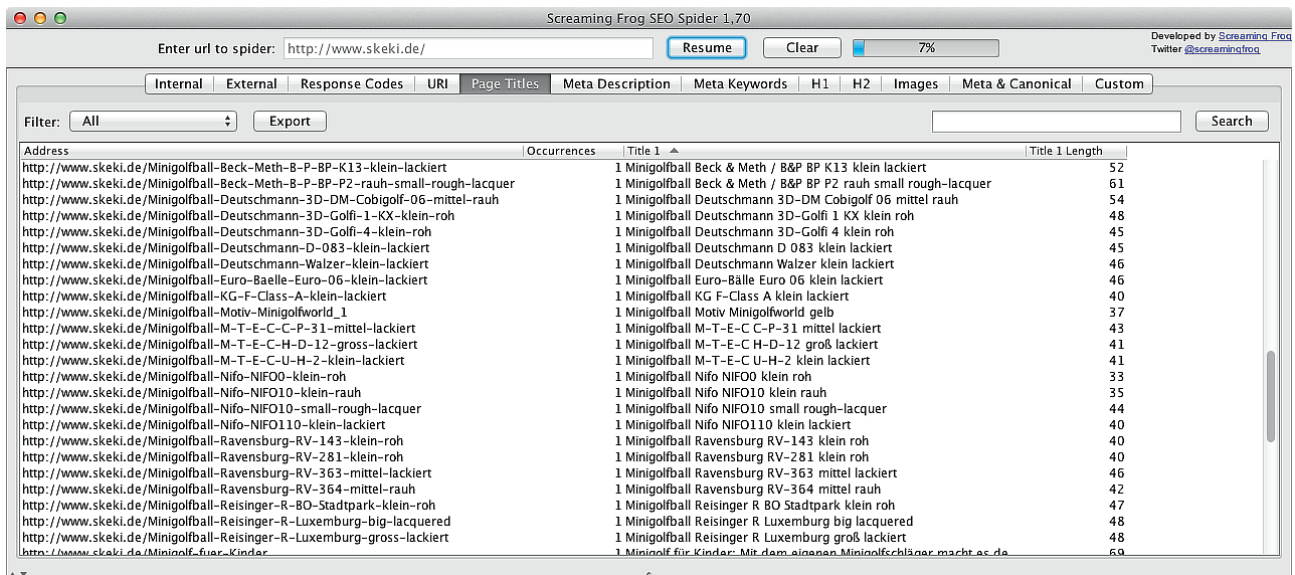 Screaming Frog SEO Spider 1,70
Enter url to spider: http://www.skeki.de/ Resume Clear 7%
Developed by Screaming Frog
Twitter @screamingfrog
Internal External Response Codes URI Page Titles Meta Description Meta Keywords H1 H2 Images Meta & Canonical Custom
Filter: All Export Search
Address Occurrences Title 1 Title 1 Length
http://www.skeki.de/Minigolfball-Beck-Meth-B-P-BP-K13-klein-lackiert 1 Minigolfball Beck & Meth / B&P BP K13 klein lackiert 52
http://www.skeki.de/Minigolfball-Beck-Meth-B-P-BP-P2-rauh-small-rough-lacquer 1 Minigolfball Beck & Meth / B&P BP P2 rauh small rough-lacquer 61
http://www.skeki.de/Minigolfball-Deutschmann-3D-DM-Cobigolf-06-mittel-rauh 1 Minigolfball Deutschmann 3D-DM Cobigolf 06 mittel rauh 54
http://www.skeki.de/Minigolfball-Deutschmann-3D-Golfi-1-KX-klein-roh 1 Minigolfball Deutschmann 3D-Golfi 1 KX klein roh 48
http://www.skeki.de/Minigolfball-Deutschmann-3D-Golfi-4-klein-roh 1 Minigolfball Deutschmann 3D-Golfi 4 klein roh 45
http://www.skeki.de/Minigolfball-Deutschmann-D-083-klein-lackiert 1 Minigolfball Deutschmann D 083 klein lackiert 45
http://www.skeki.de/Minigolfball-Deutschmann-Walzer-klein-lackiert 1 Minigolfball Deutschmann Walzer klein lackiert 46
http://www.skeki.de/Minigolfball-Euro-Baelle-Euro-06-klein-lackiert 1 Minigolfball Euro-Bälle Euro 06 klein lackiert 46
http://www.skeki.de/Minigolfball-KG-F-Class-A-klein-lackiert 1 Minigolfball KG F-Class A klein lackiert 40
http://www.skeki.de/Minigolfball-Motiv-Minigolfworld_1 1 Minigolfball Motiv Minigolfworld gelb 37
http://www.skeki.de/Minigolfball-M-T-E-C-C-P-31-mittel-lackiert 1 Minigolfball M-T-E-C C-P-31 mittel lackiert 43
http://www.skeki.de/Minigolfball-M-T-E-C-H-D-12-gross-lackiert 1 Minigolfball M-T-E-C H-D-12 groß lackiert 41
http://www.skeki.de/Minigolfball-M-T-E-C-U-H-2-klein-lackiert 1 Minigolfball M-T-E-C U-H-2 klein lackiert 41
http://www.skeki.de/Minigolfball-Nifo-NIFO0-klein-roh 1 Minigolfball Nifo NIFO0 klein roh 33
http://www.skeki.de/Minigolfball-Nifo-NIFO10-klein-rauh 1 Minigolfball Nifo NIFO10 klein rauh 35
http://www.skeki.de/Minigolfball-Nifo-NIFO10-small-rough-lacquer 1 Minigolfball Nifo NIFO10 small rough-lacquer 44
http://www.skeki.de/Minigolfball-Nifo-NIFO110-klein-lackiert 1 Minigolfball Nifo NIFO110 klein lackiert 40
http://www.skeki.de/Minigolfball-Ravensburg-RV-143-klein-roh 1 Minigolfball Ravensburg RV-143 klein roh 40
http://www.skeki.de/Minigolfball-Ravensburg-RV-281-klein-roh 1 Minigolfball Ravensburg RV-281 klein roh 40
http://www.skeki.de/Minigolfball-Ravensburg-RV-363-mittel-lackiert 1 Minigolfball Ravensburg RV-363 mittel lackiert 46
http://www.skeki.de/Minigolfball-Ravensburg-RV-364-mittel-rauh 1 Minigolfball Ravensburg RV-364 mittel rauh 42
http://www.skeki.de/Minigolfball-Reisinger-R-BO-Stadtpark-klein-roh 1 Minigolfball Reisinger R BO Stadtpark klein roh 47
http://www.skeki.de/Minigolfball-Reisinger-R-Luxemburg-big-lacquered 1 Minigolfball Reisinger R Luxemburg big lacquered 48
http://www.skeki.de/Minigolfball-Reisinger-R-Luxemburg-gross-lackiert 1 Minigolfball Reisinger R Luxemburg groß lackiert 48
http://www.skeki.de/Minigolf-fuer-Kinder 1 Minigolf für Kinder: Mit dem eigenen Minigolfschläger macht es de 69